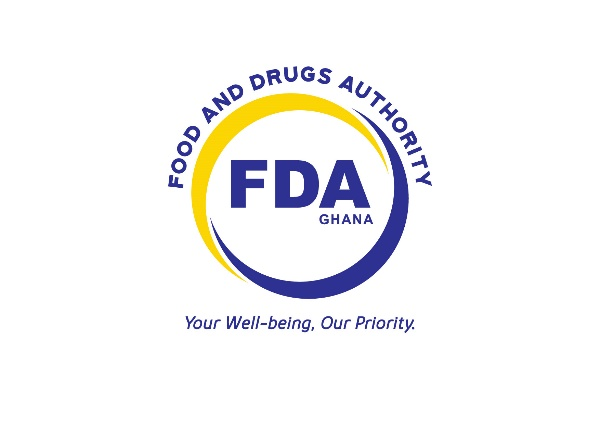 FOOD AND DRUGS AUTHORITY
FDA
GHANA
Your Well-being, Our Priority.